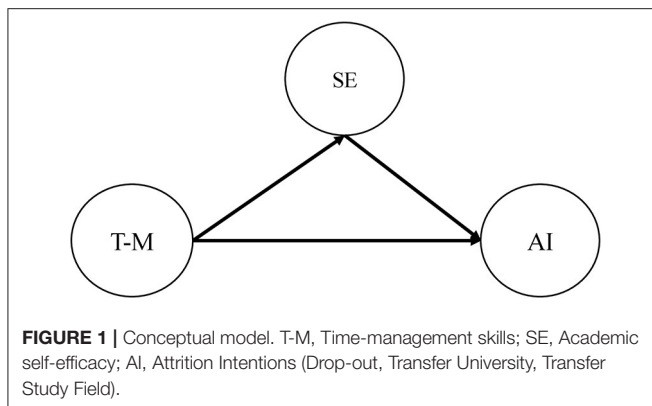 SE
T-M
AI
FIGURE 1 | Conceptual model. T-M, Time-management skills; SE, Academic
self-efficacy; AI, Attrition Intentions (Drop-out, Transfer University, Transfer
Study Field).